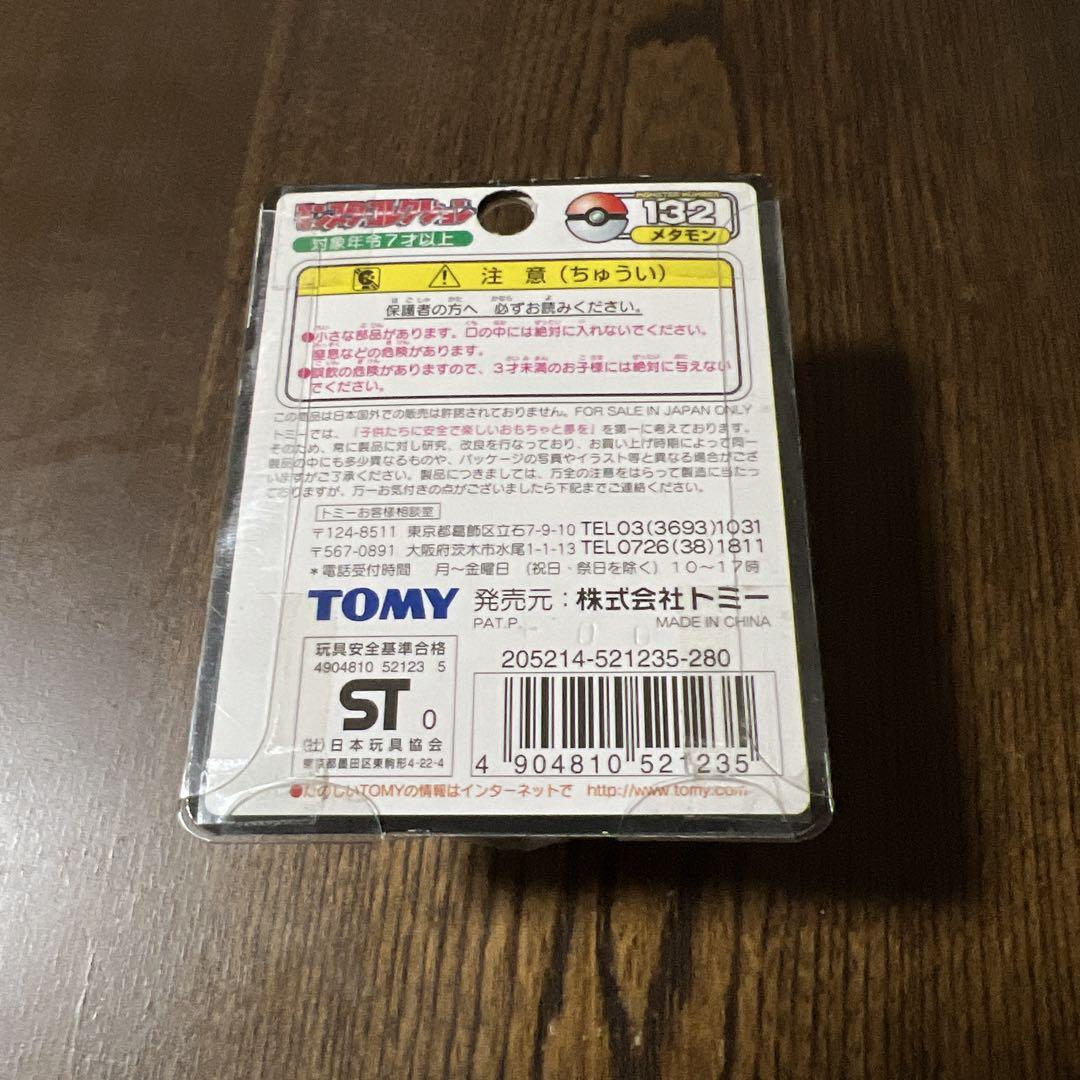 モンスターコレクション
対象年令7才以上
MONSTER NUMBER
132
メタモン
注 意 (ちゅうい)
保護者の方へ 必ずお読みください。
●小さな部品があります。口の中には絶対に入れないでください。
窒息などの危険があります。
●誤飲の危険がありますので、3才未満のお子様には絶対に与えない
でください。
この商品は日本国外での販売は許諾されておりません。FOR SALE IN JAPAN ONLY
トミーでは、「子供たちに安全で楽しいおもちゃと夢を」を第一に考えております。
そのため、常に製品に対し研究、改良を行なっており、お買い上げ時期によって同一
製品の中にも多少異なるものや、パッケージの写真やイラスト等と異なる場合がござ
いますがご了承ください。製品につきましては、万全の注意をはらって製造に当たっ
ておりますが、万一お気付きの点がございましたら下記までご連絡ください。
トミーお客様相談室
〒124-8511 東京都葛飾区立石7-9-10 TEL03(3693)1031
〒567-0891 大阪府茨木市水尾1-1-13 TEL0726(38)1811
*電話受付時間 月~金曜日 (祝日・祭日を除く) 10~17時
TOMY 発売元:株式会社トミー
PAT.P. MADE IN CHINA
玩具安全基準合格
4904810 52123 5
ST 0
(社)日本玩具協会
東京都墨田区東駒形4-22-4
205214-521235-280
4 904810 521235
●たのしいTOMYの情報はインターネットで http://www.tomy.com